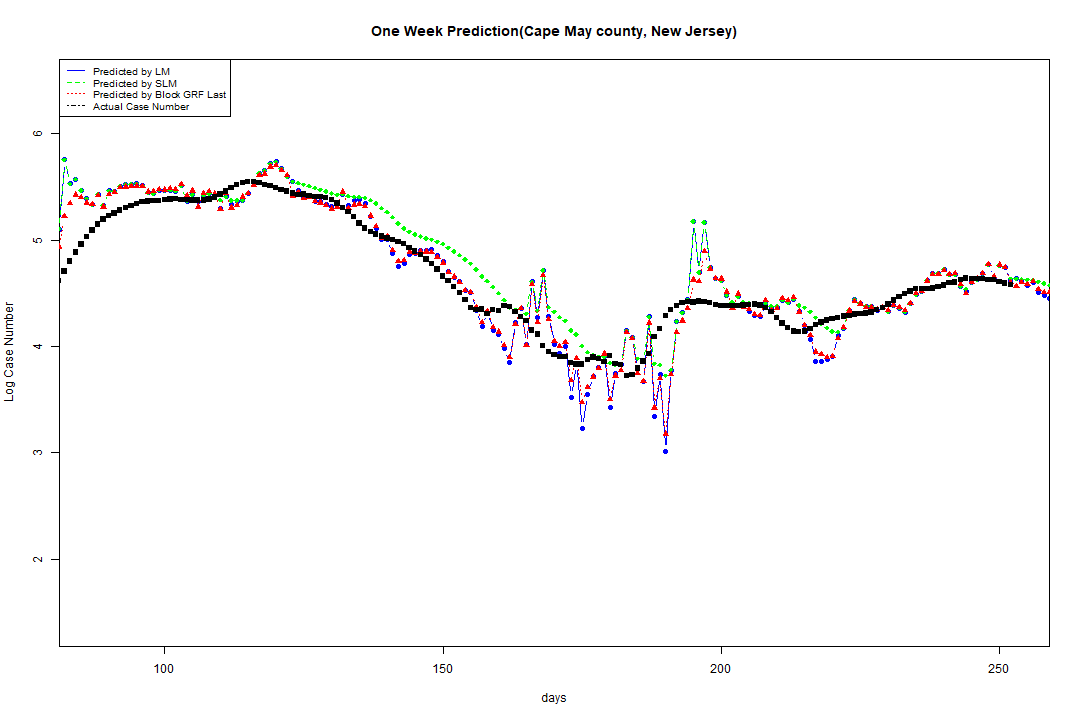 One Week Prediction(Cape May county, New Jersey)
Predicted by LM
Predicted by SLM
Predicted by Block GRF Last
Actual Case Number
6
5
4
3
2
Log Case Number
100
150
200
250
days